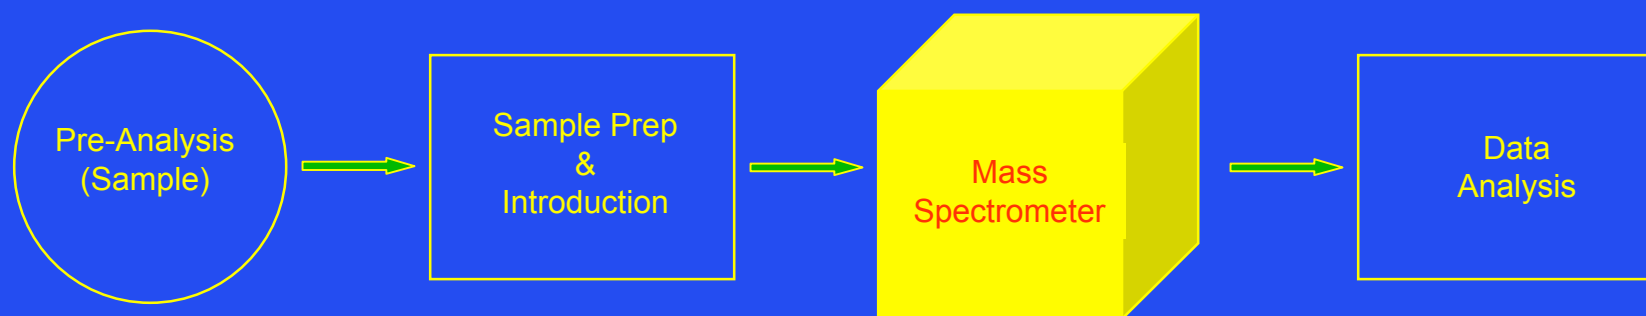 Pre-Analysis
(Sample)
Sample Prep
&
Introduction
Mass
Spectrometer
Data
Analysis